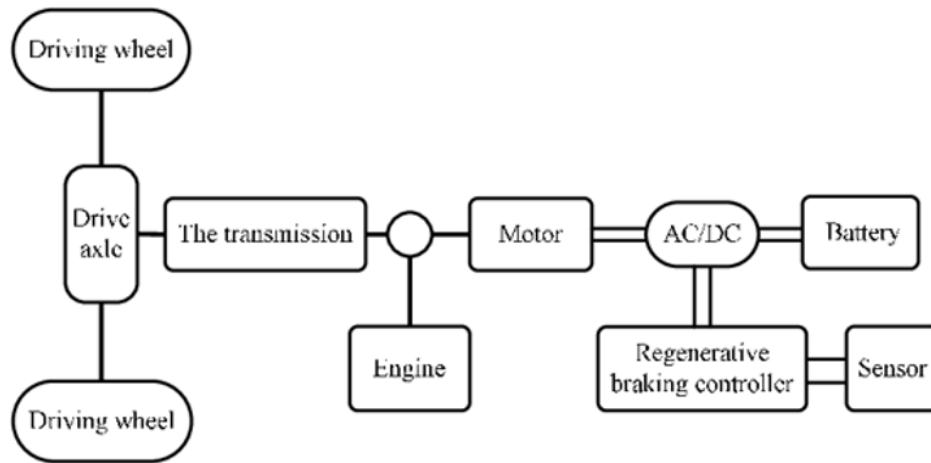 Driving wheel
Drive
axle
The transmission
Motor
AC/DC
Battery
Engine
Regenerative
braking controller
Sensor
Driving wheel